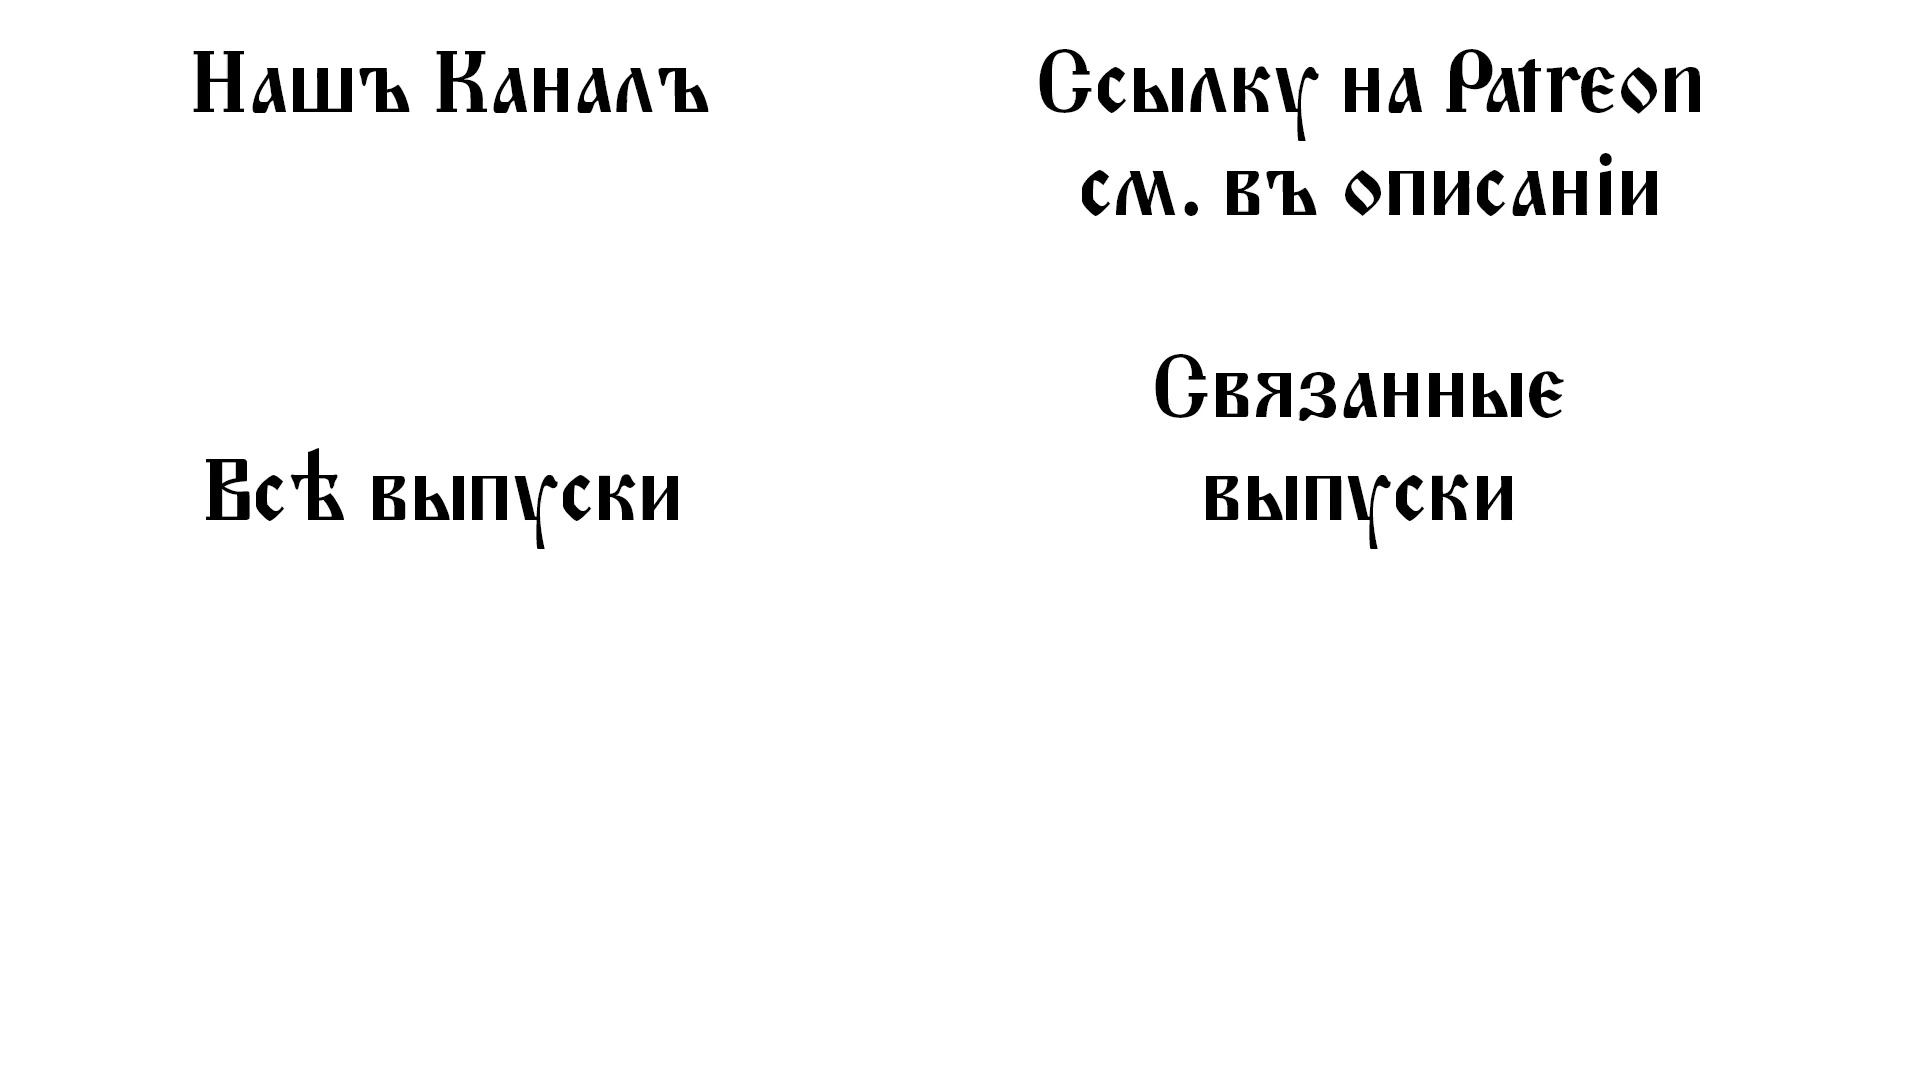 Нашъ Каналъ
Ссылку на Patreon
см. въ описаніи
Всѣ выпуски
Связанные
выпуски